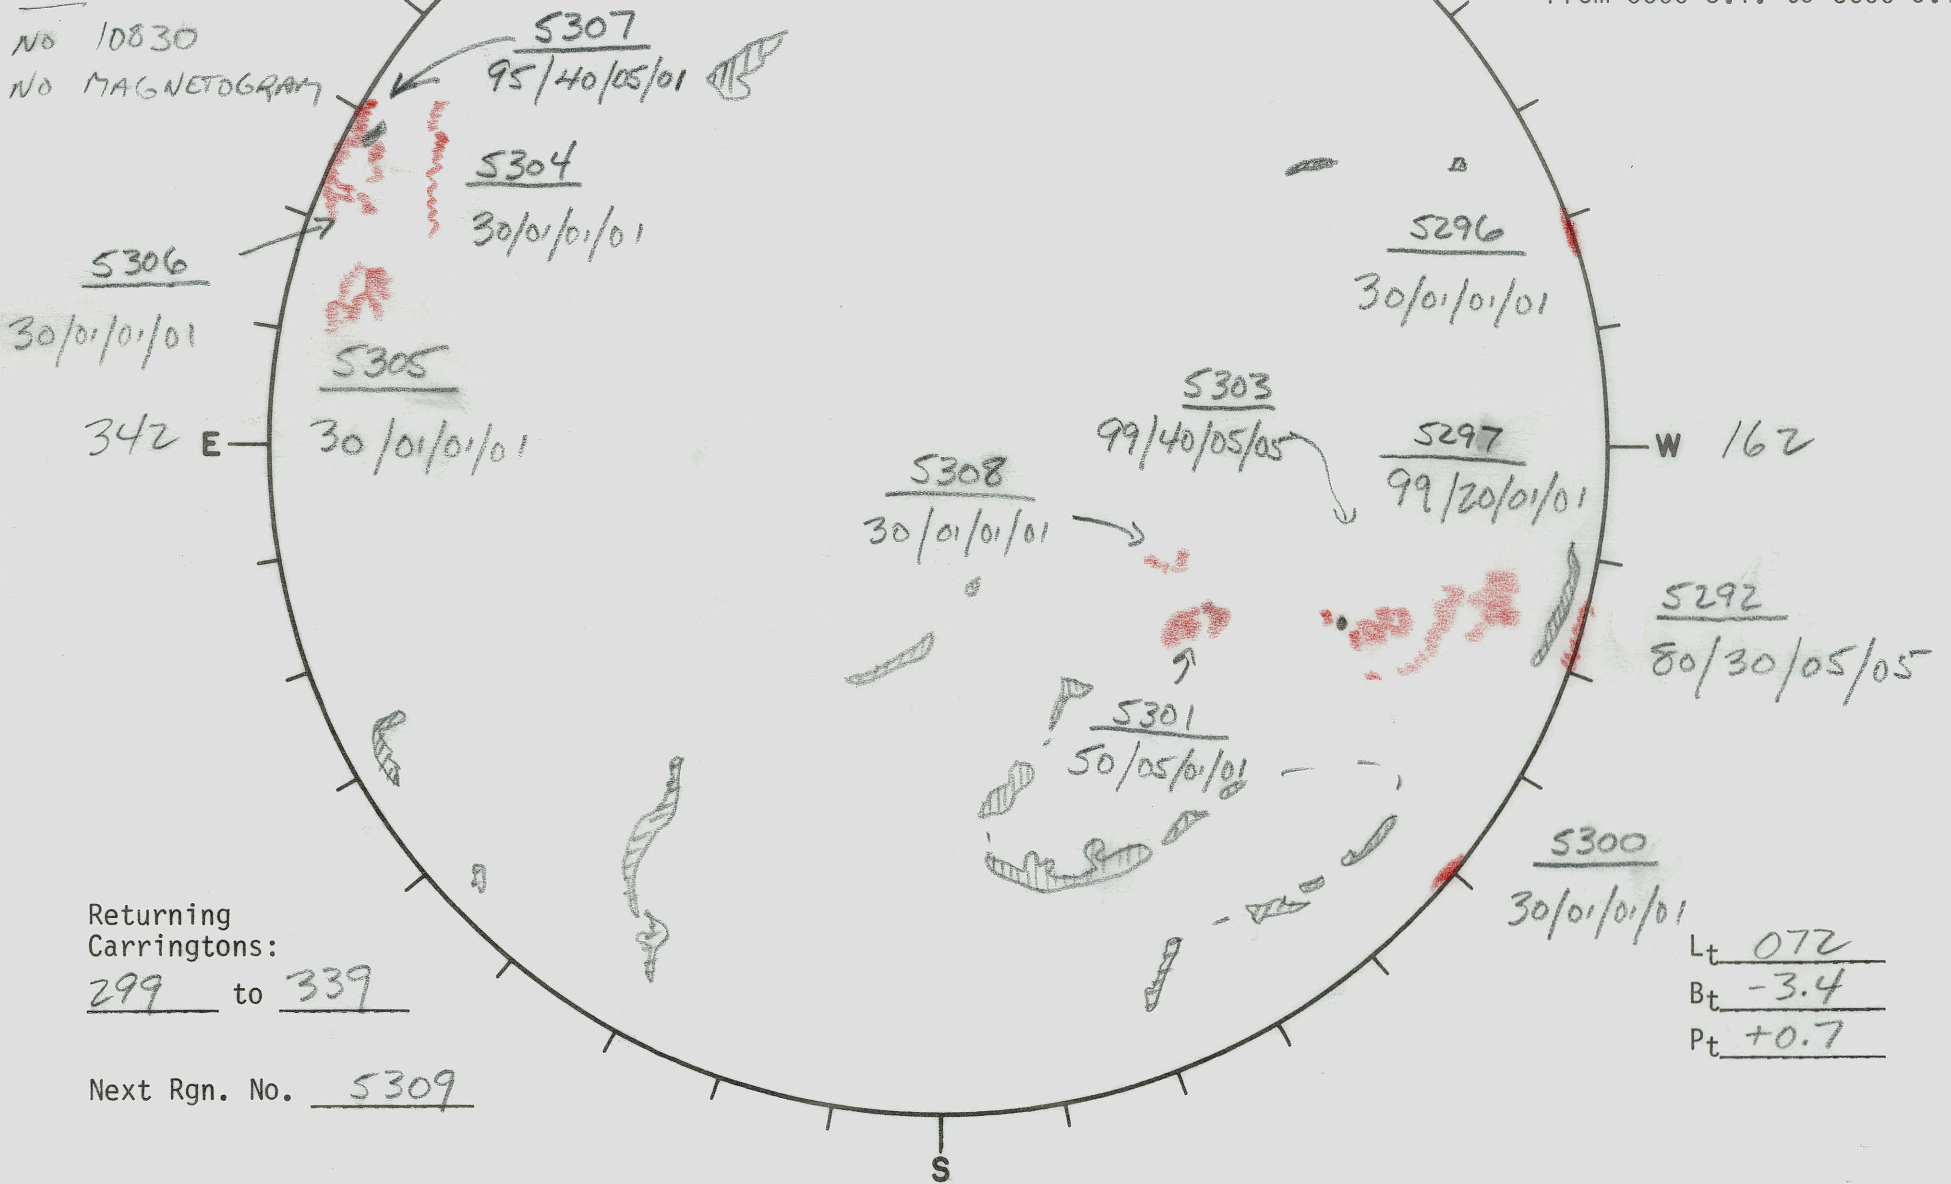 NO 10830
NO MAGNETOGRAM
5307
95/40/05/01
5304
30/01/01/01
5306
30/01/01/01
5305
30/01/01/01
342 E
5296
30/01/01/01
5303
99/40/05/05
5297
99/20/01/01
W 162
5308
30/01/01/01
5292
80/30/05/05
5301
50/05/01/01
5300
30/01/01/01
Returning
Carringtons:
299 to 339
Next Rgn. No. 5309
Lt 072
Bt -3.4
Pt +0.7
S